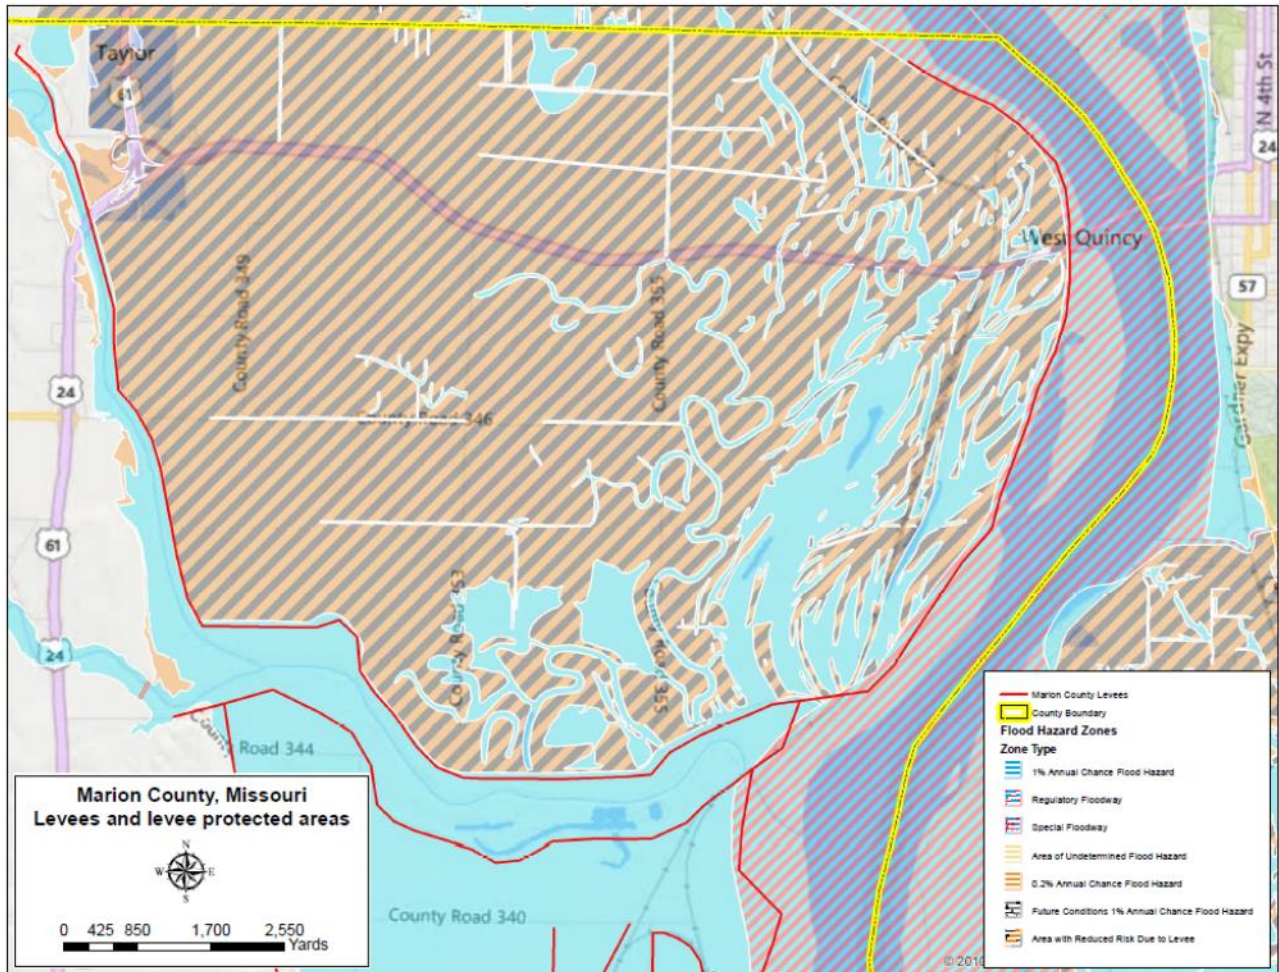 Taylor
61
N 4th St
24
West Quincy
57
County Road 349
County Road 355
Gardner Expy
24
County Road 346
61
County Road 353
County Road 355
24
County Road 344
County Road 340
Marion County, Missouri
Levees and levee protected areas
N
W E
S
0 425 850 1,700 2,550
Yards
Marion County Levees
County Boundary
Flood Hazard Zones
Zone Type
1% Annual Chance Flood Hazard
Regulatory Floodway
Special Floodway
Area of Undetermined Flood Hazard
0.2% Annual Chance Flood Hazard
Future Conditions 1% Annual Chance Flood Hazard
Area with Reduced Risk Due to Levee
© 2010